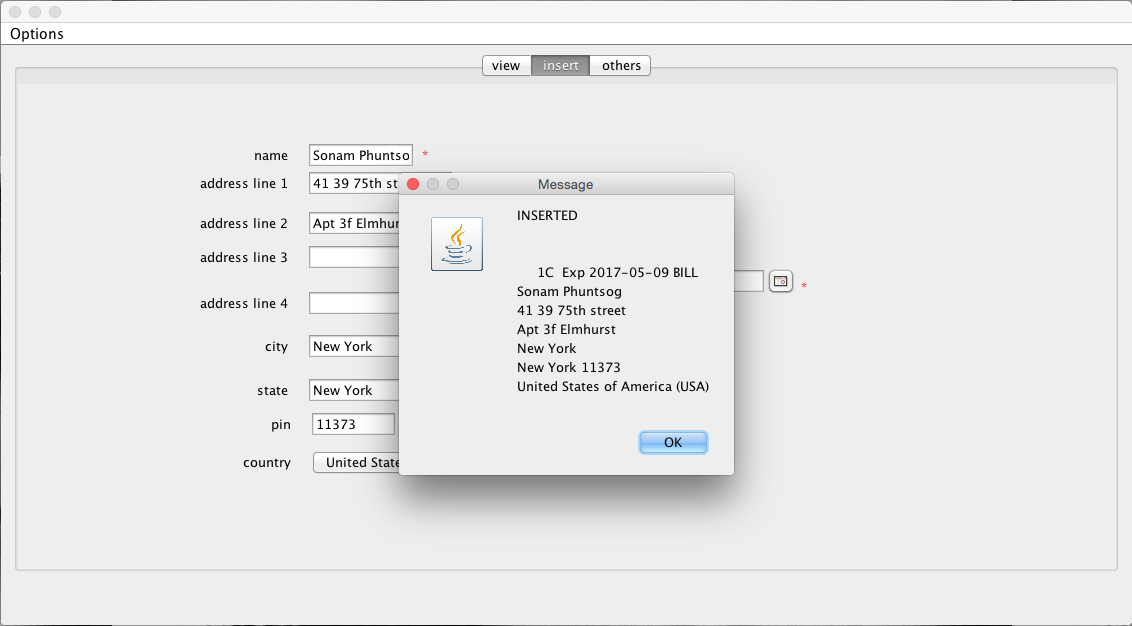 Options
view insert others
name Sonam Phuntso *
address line 1 41 39 75th st
address line 2 Apt 3f Elmhur
address line 3
*
address line 4
city New York
state New York
pin 11373
country United State
Message
INSERTED
1C Exp 2017-05-09 BILL
Sonam Phuntsog
41 39 75th street
Apt 3f Elmhurst
New York
New York 11373
United States of America (USA)
OK